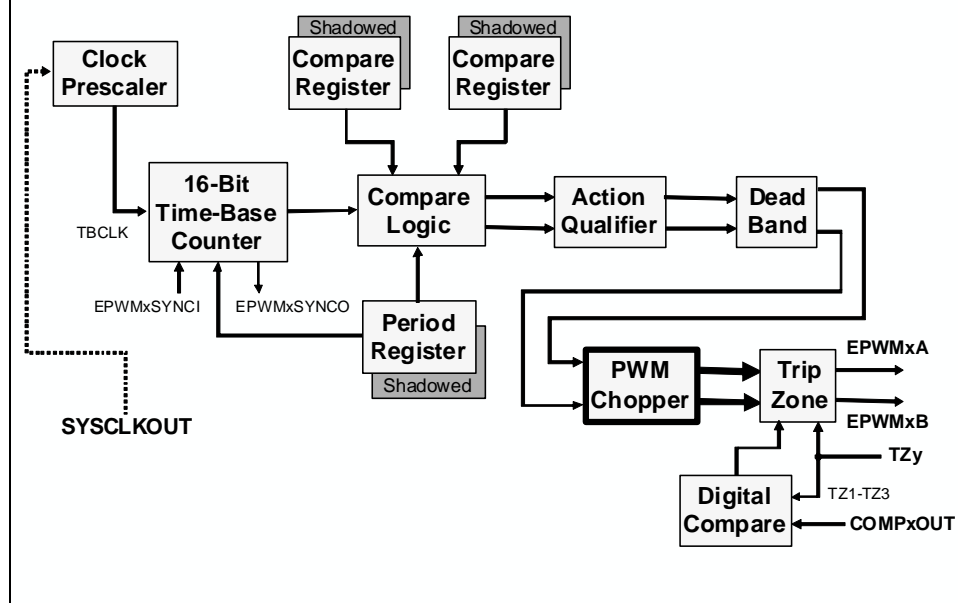 Shadowed
Shadowed
Clock
Prescaler
Compare
Register
Compare
Register
16-Bit
Time-Base
Counter
Compare
Logic
Action
Qualifier
Dead
Band
TBCLK
EPWMxSYNCI
EPWMxSYNCO
Period
Register
Shadowed
PWM
Chopper
Trip
Zone
EPWMxA
EPWMxB
SYSCLKOUT
TZy
TZ1-TZ3
Digital
Compare
COMPxOUT